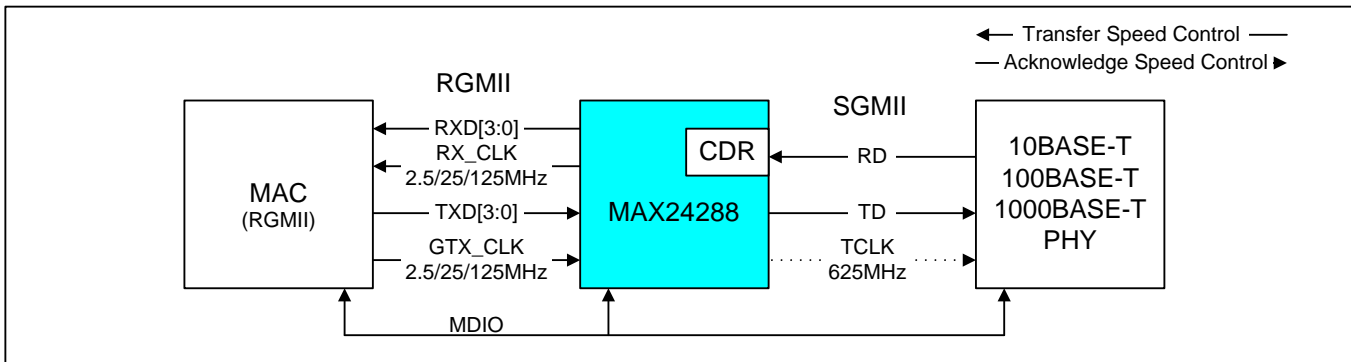 Transfer Speed Control
Acknowledge Speed Control
RGMII
SGMII
MAC
(RGMII)
RXD[3:0]
RX_CLK
2.5/25/125MHz
TXD[3:0]
GTX_CLK
2.5/25/125MHz
CDR
MAX24288
RD
TD
TCLK
625MHz
10BASE-T
100BASE-T
1000BASE-T
PHY
MDIO